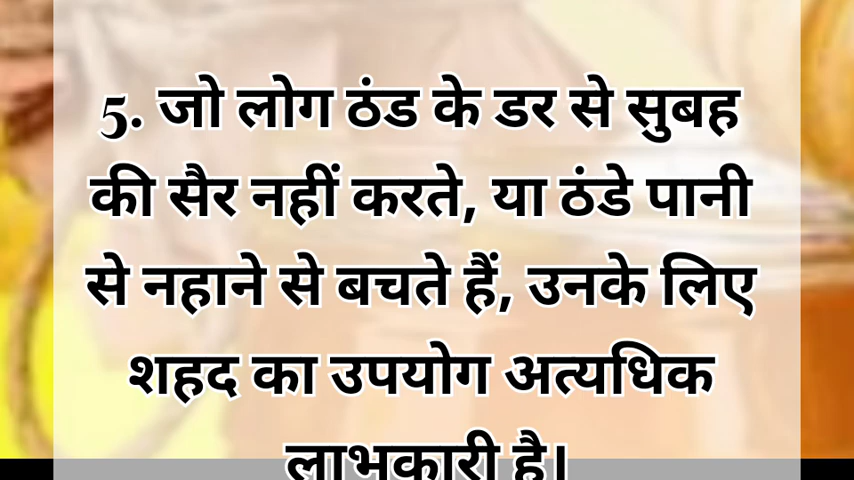 5. जो लोग ठंड के डर से सुबह
की सैर नहीं करते, या ठंडे पानी
से नहाने से बचते हैं, उनके लिए
शहद का उपयोग अत्यधिक
लाभकारी है।